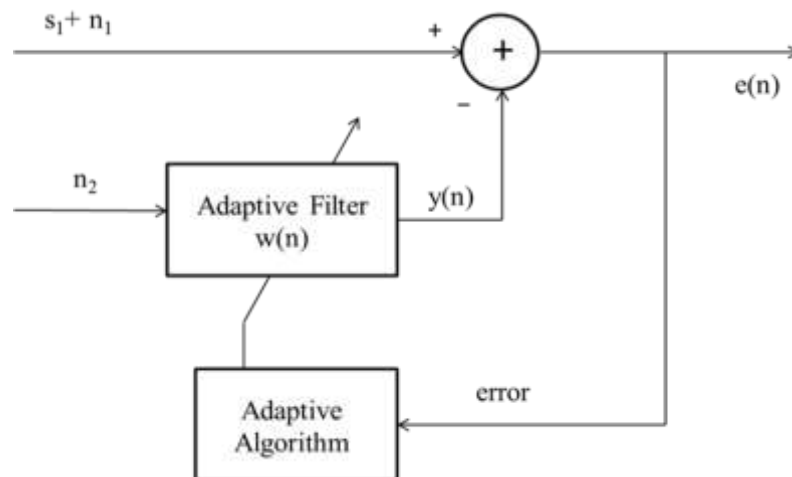 s₁+ n₁
+
+
e(n)
−
n₂
Adaptive Filter
w(n)
y(n)
error
Adaptive
Algorithm